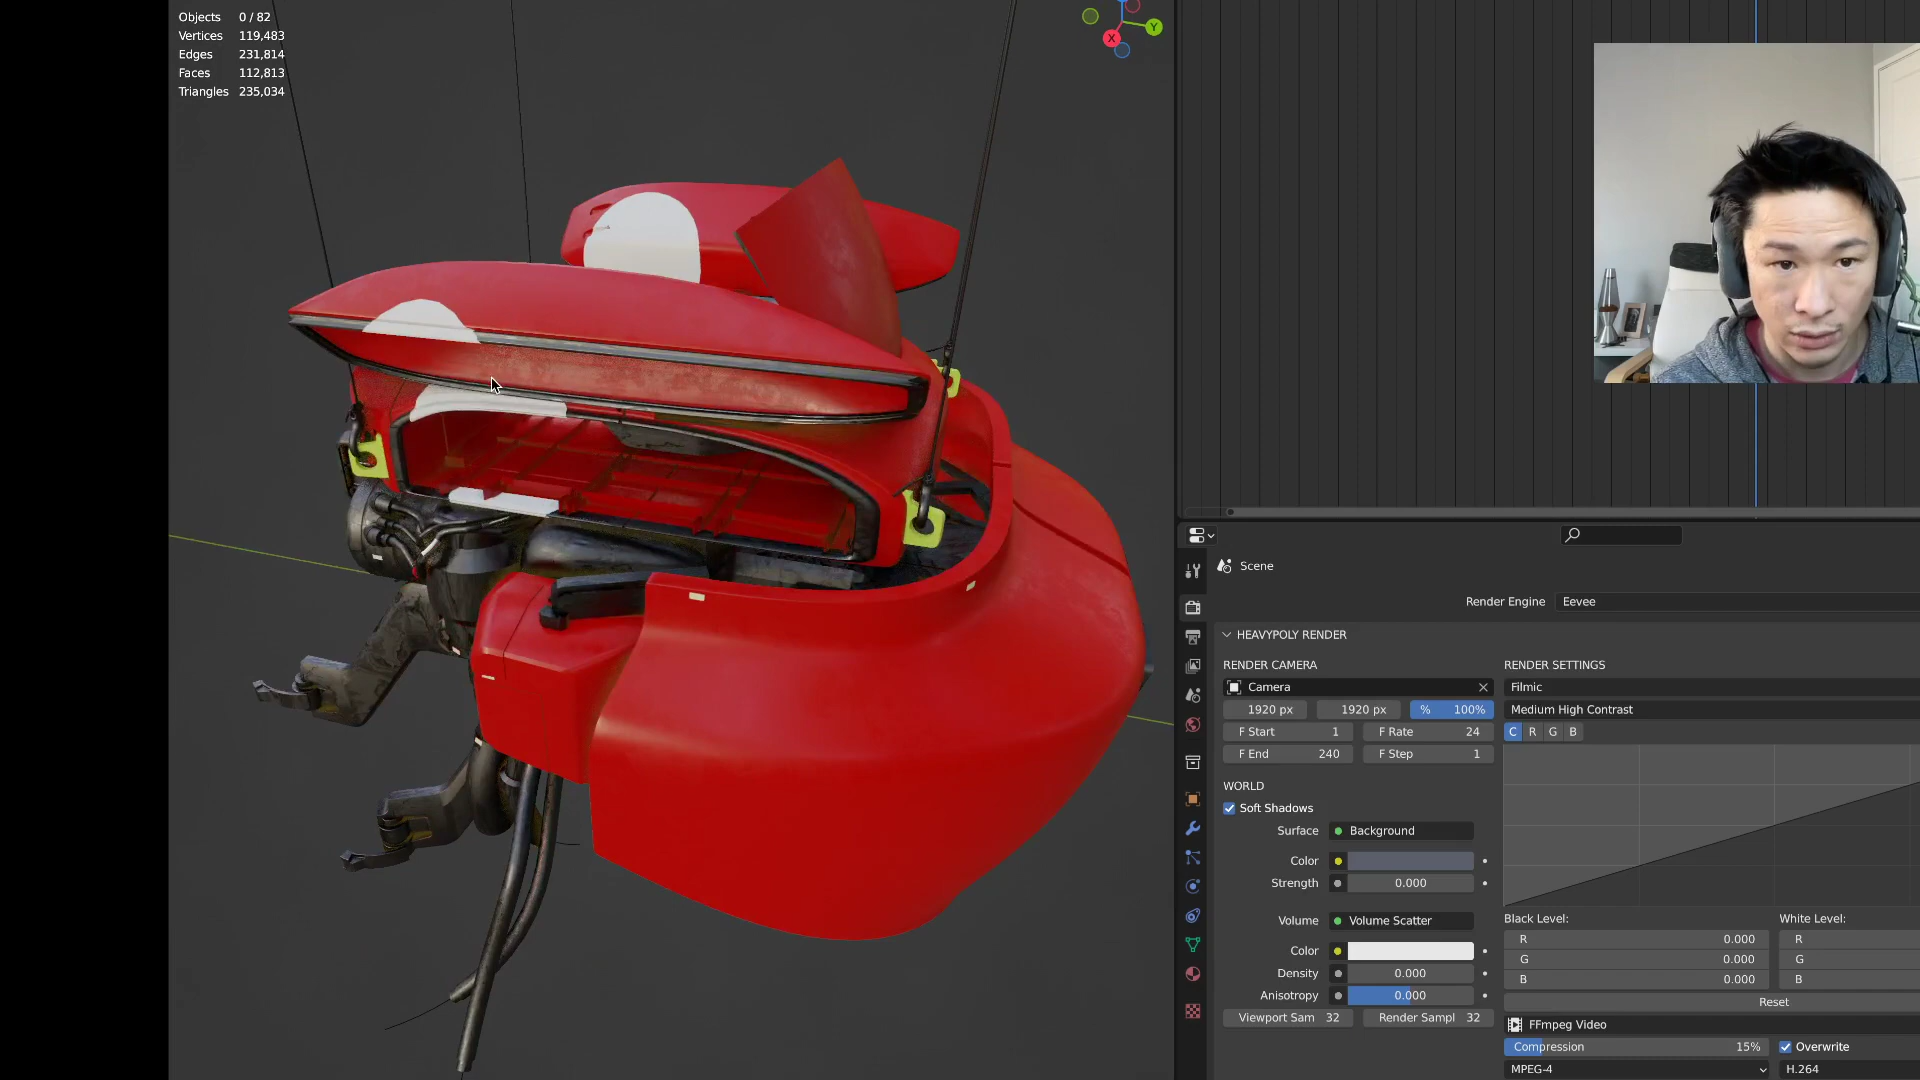 Objects 0 / 82
Vertices 119,483
Edges 231,814
Faces 112,813
Triangles 235,034
Y
X
Scene
Render Engine Eevee
HEAVYPOLY RENDER
RENDER CAMERA
Camera
1920 px 1920 px % 100%
F Start 1 F Rate 24
F End 240 F Step 1
WORLD
Soft Shadows
Surface Background
Color
Strength 0.000
Volume Volume Scatter
Color
Density 0.000
Anisotropy 0.000
Viewport Sam 32 Render Sampl 32
RENDER SETTINGS
Filmic
Medium High Contrast
C R G B
Black Level: White Level:
R 0.000 R
G 0.000 G
B 0.000 B
Reset
FFmpeg Video
Compression 15% Overwrite
MPEG-4 H.264